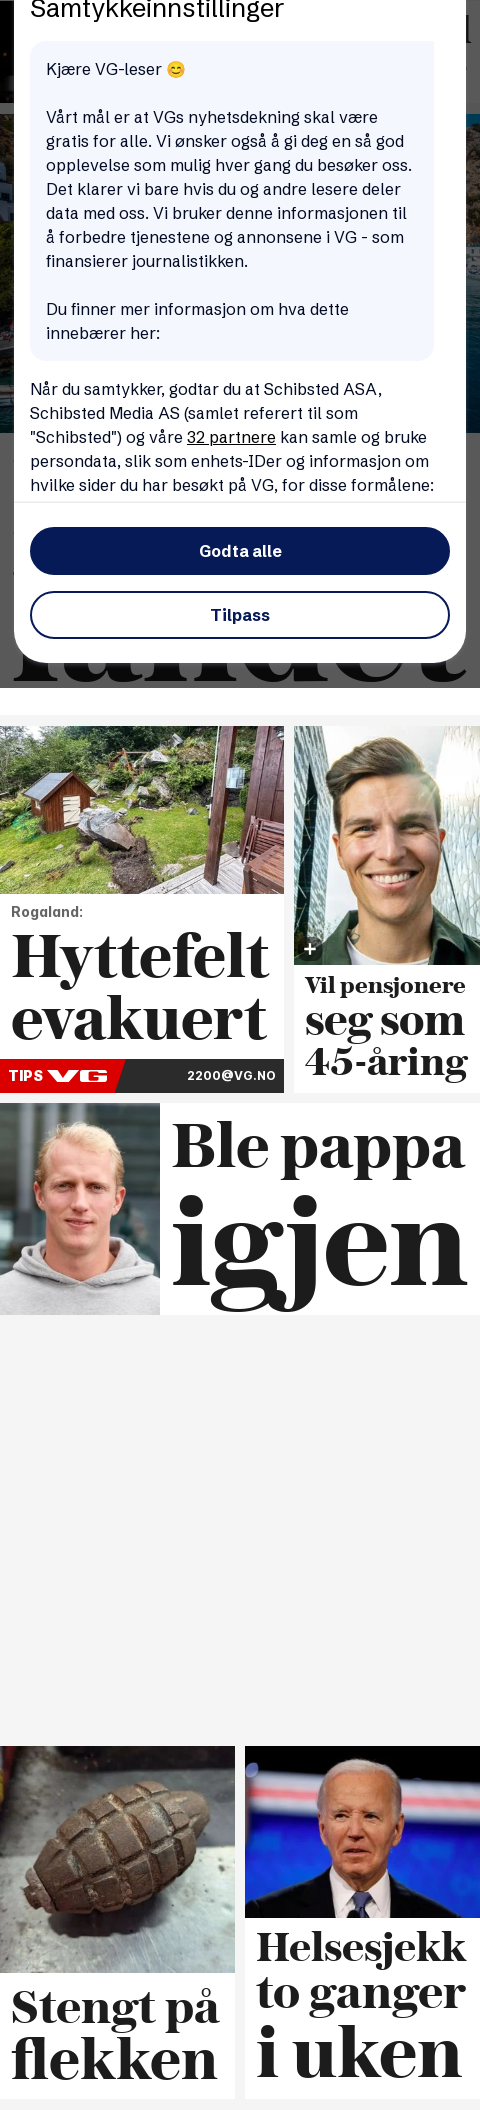 Samtykkeinnstillinger
Kjære VG-leser 😊
Vårt mål er at VGs nyhetsdekning skal være
gratis for alle. Vi ønsker også å gi deg en så god
opplevelse som mulig hver gang du besøker oss.
Det klarer vi bare hvis du og andre lesere deler
data med oss. Vi bruker denne informasjonen til
å forbedre tjenestene og annonsene i VG - som
finansierer journalistikken.
Du finner mer informasjon om hva dette
innebærer her:
Når du samtykker, godtar du at Schibsted ASA,
Schibsted Media AS (samlet referert til som
"Schibsted") og våre 32 partnere kan samle og bruke
persondata, slik som enhets-IDer og informasjon om
hvilke sider du har besøkt på VG, for disse formålene:
Godta alle
Tilpass
landet
Rogaland:
Hyttefelt
evakuert
TIPS VG 2200@VG.NO
+
Vil pensjonere
seg som
45-åring
Ble pappa
igjen
Stengt på
flekken
Helsesjekk
to ganger
i uken